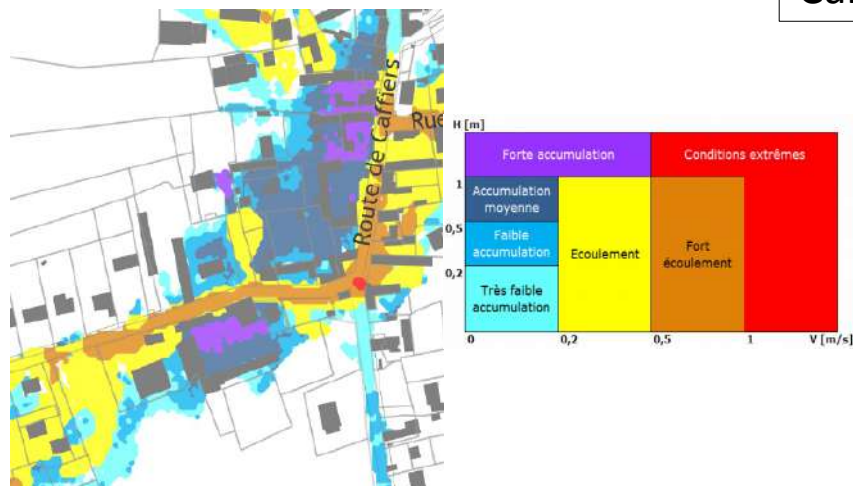 Route de Caffiers
Rue
H [m]
Forte accumulation
Conditions extrêmes
1
Accumulation
moyenne
0,5
Faible
accumulation
Ecoulement
Fort
écoulement
0,2
Très faible
accumulation
0
0,2
0,5
1
V [m/s]